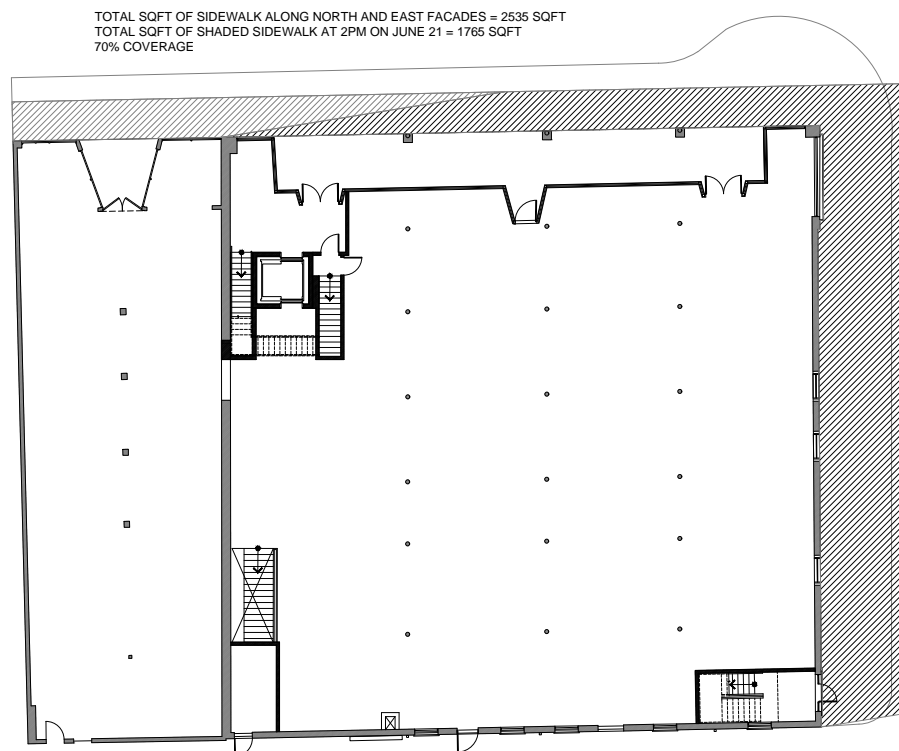 TOTAL SQFT OF SIDEWALK ALONG NORTH AND EAST FACADES = 2535 SQFT
TOTAL SQFT OF SHADED SIDEWALK AT 2PM ON JUNE 21 = 1765 SQFT
70% COVERAGE